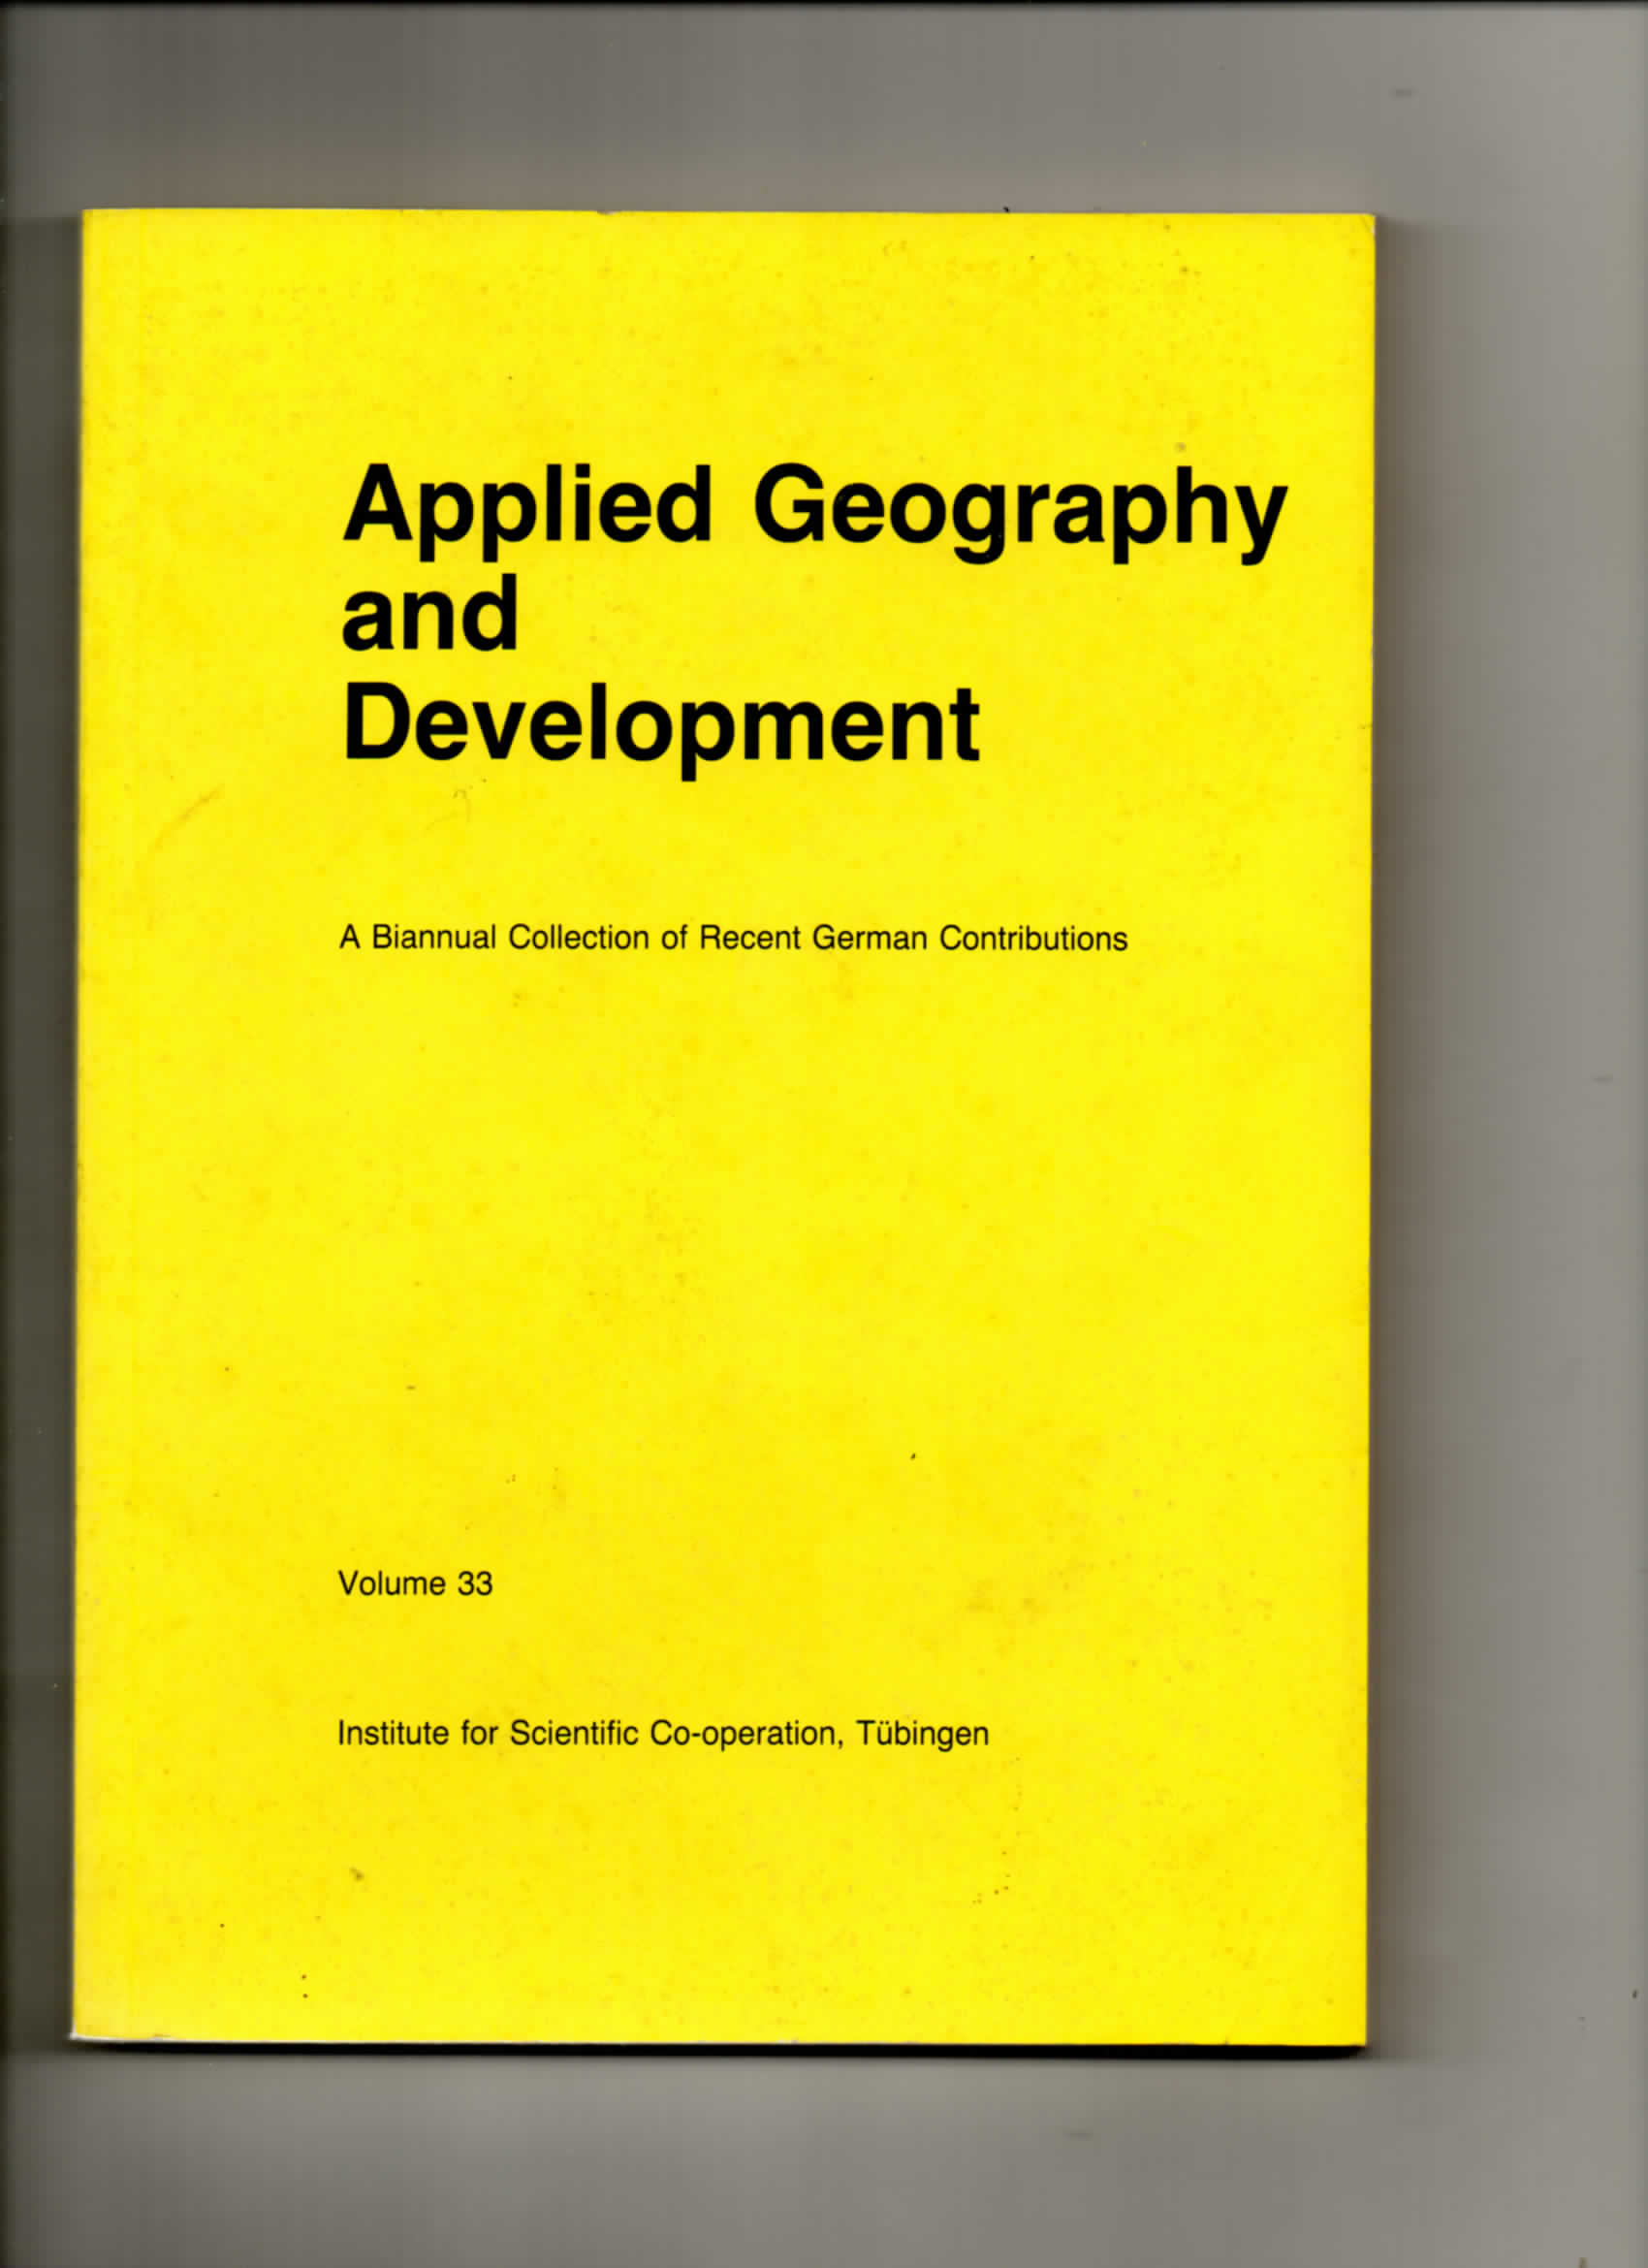 Applied Geography
and
Development
A Biannual Collection of Recent German Contributions
Volume 33
Institute for Scientific Co-operation, Tübingen